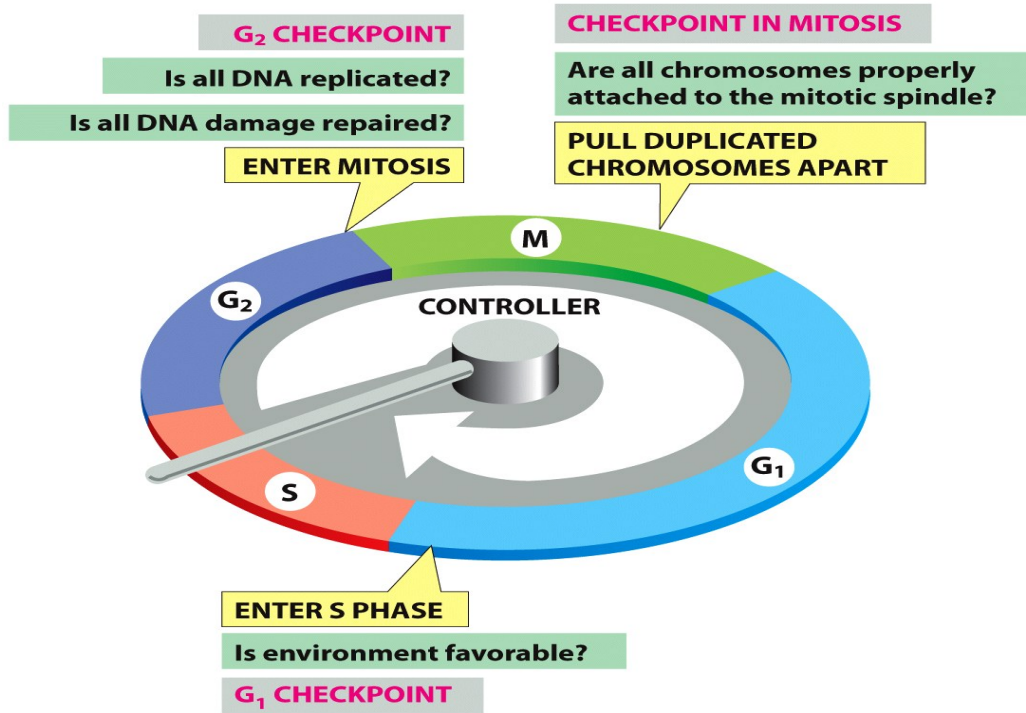 G₂ CHECKPOINT
Is all DNA replicated?
Is all DNA damage repaired?
ENTER MITOSIS
CHECKPOINT IN MITOSIS
Are all chromosomes properly
attached to the mitotic spindle?
PULL DUPLICATED
CHROMOSOMES APART
M
G₂
CONTROLLER
G₁
S
ENTER S PHASE
Is environment favorable?
G₁ CHECKPOINT